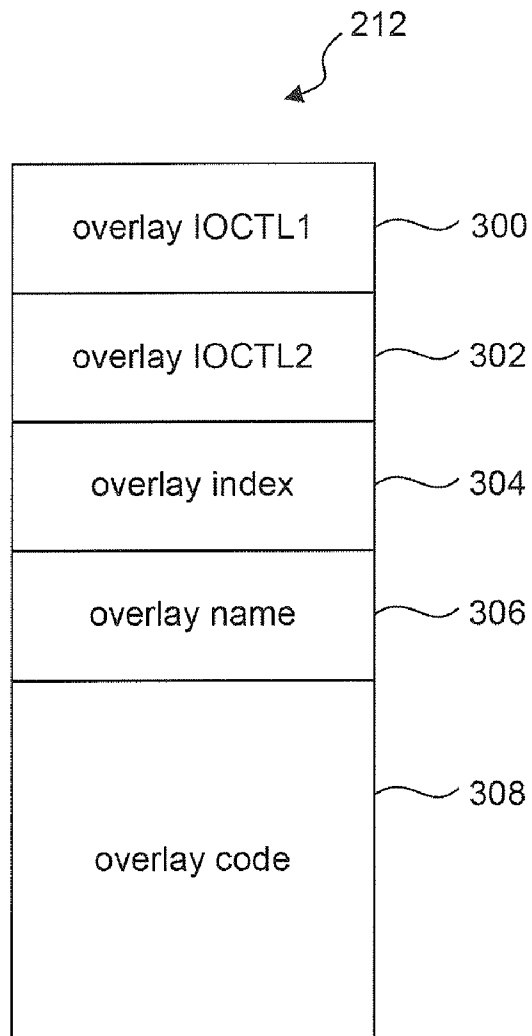 212
overlay IOCTL1 300
overlay IOCTL2 302
overlay index 304
overlay name 306
308
overlay code